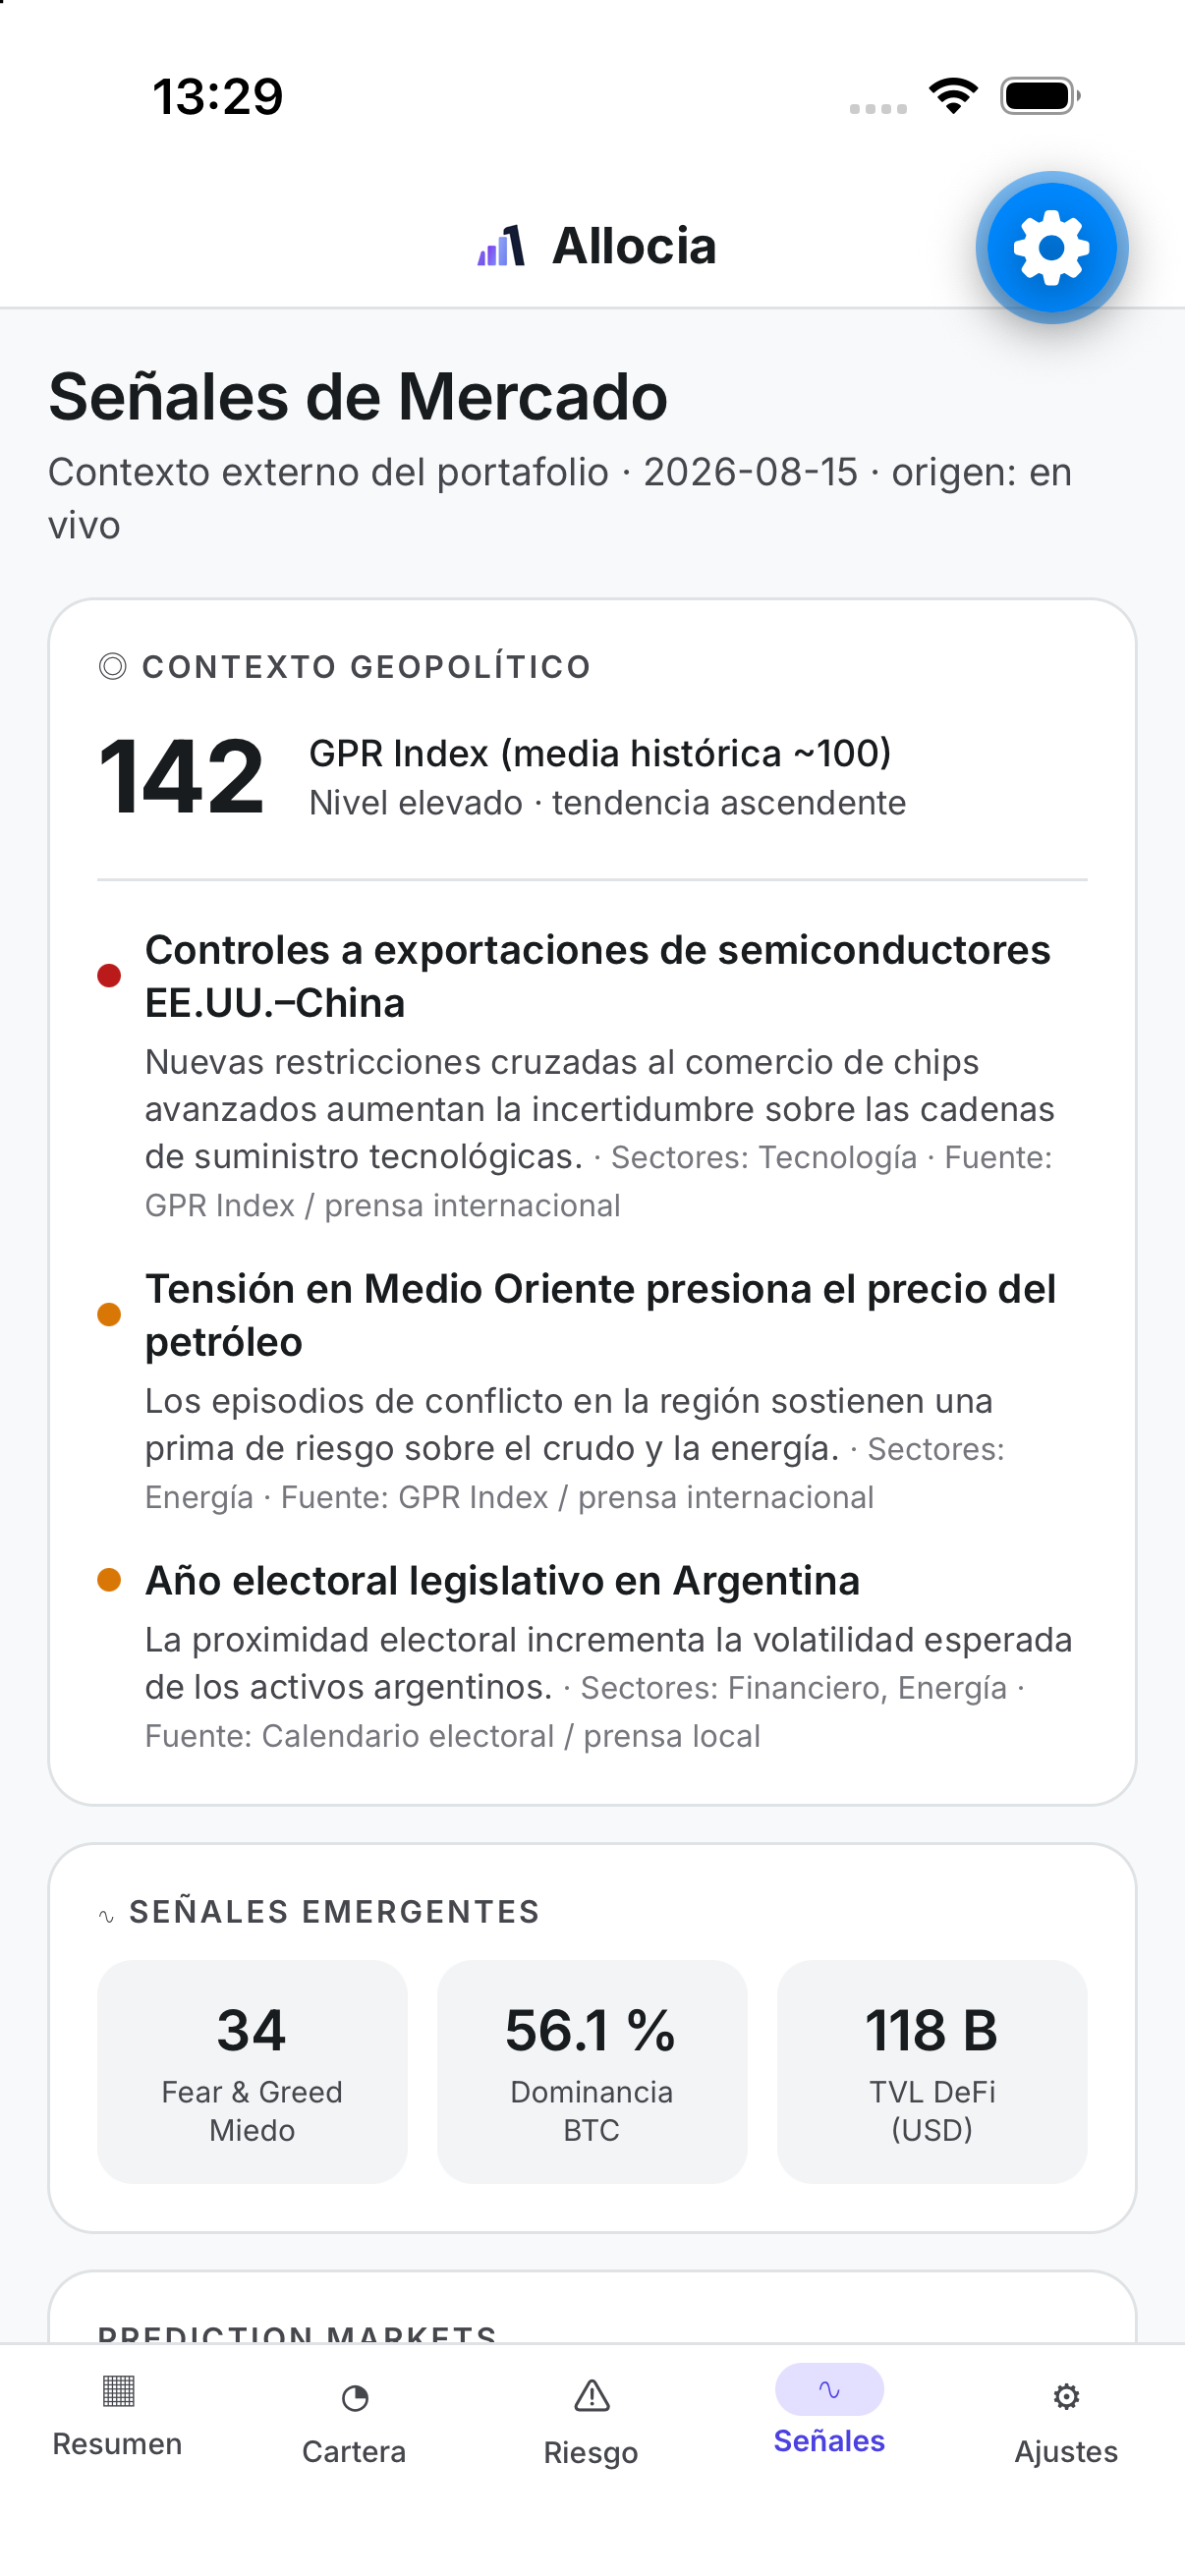 13:29
Allocia
Señales de Mercado
Contexto externo del portafolio · 2026-08-15 · origen: en
vivo
CONTEXTO GEOPOLÍTICO
142
GPR Index (media histórica ~100)
Nivel elevado · tendencia ascendente
Controles a exportaciones de semiconductores
EE.UU.–China
Nuevas restricciones cruzadas al comercio de chips
avanzados aumentan la incertidumbre sobre las cadenas
de suministro tecnológicas. · Sectores: Tecnología · Fuente:
GPR Index / prensa internacional
Tensión en Medio Oriente presiona el precio del
petróleo
Los episodios de conflicto en la región sostienen una
prima de riesgo sobre el crudo y la energía. · Sectores:
Energía · Fuente: GPR Index / prensa internacional
Año electoral legislativo en Argentina
La proximidad electoral incrementa la volatilidad esperada
de los activos argentinos. · Sectores: Financiero, Energía ·
Fuente: Calendario electoral / prensa local
∿ SEÑALES EMERGENTES
34
Fear & Greed
Miedo
56.1 %
Dominancia
BTC
118 B
TVL DeFi
(USD)
PREDICTION MARKETS
Resumen
Cartera
Riesgo
Señales
Ajustes